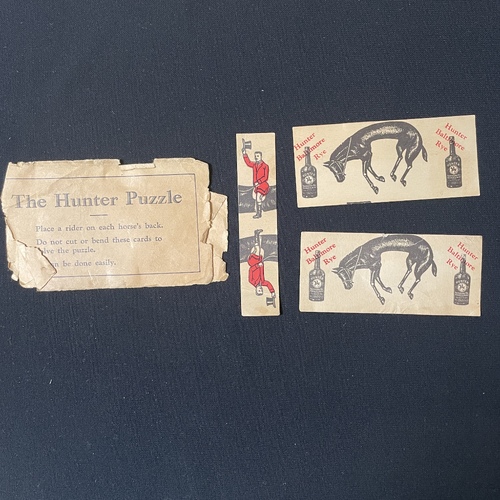 The Hunter Puzzle
Place a rider on each horse's back.
Do not cut or bend these cards to
solve the puzzle.
be done easily.
Hunter
Baltimore
Rye
Hunter
Baltimore
Rye
Hunter
Baltimore
Rye
Hunter
Baltimore
Rye